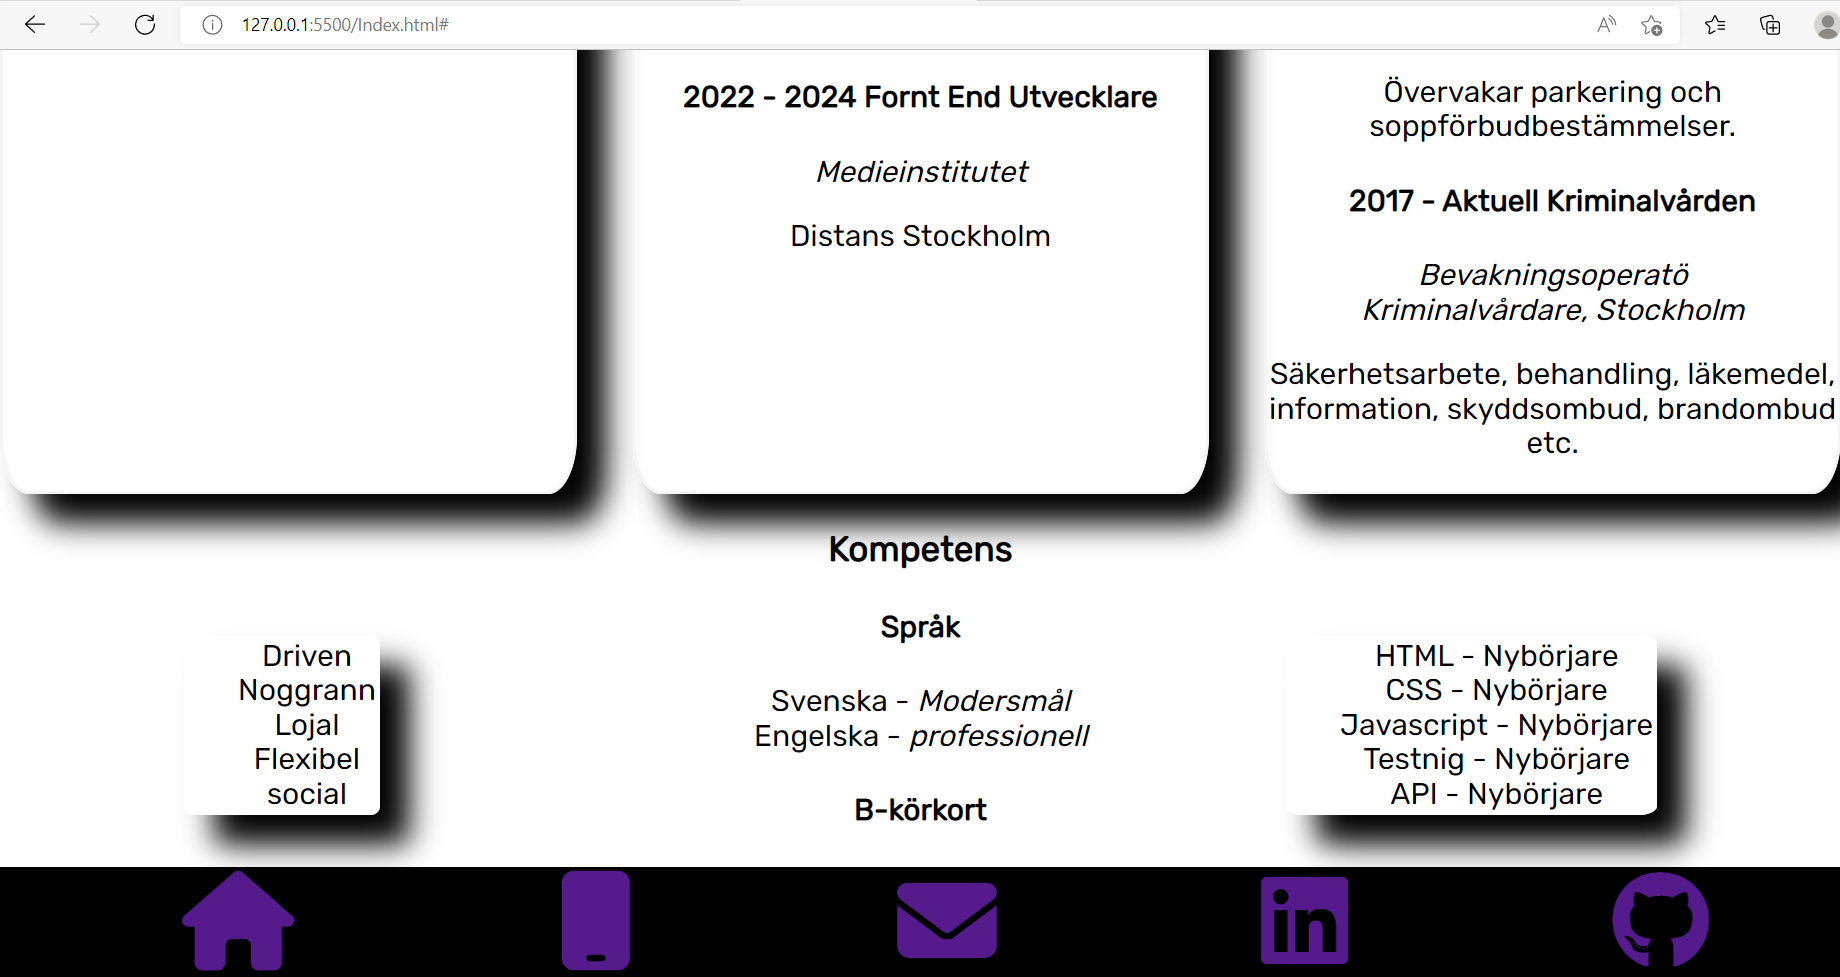 127.0.0.1:5500/Index.html#
2022 - 2024 Fornt End Utvecklare
Medieinstitutet
Distans Stockholm
Övervakar parkering och
soppförbudbestämmelser.
2017 - Aktuell Kriminalvården
Bevakningsoperatö
Kriminalvårdare, Stockholm
Säkerhetsarbete, behandling, läkemedel,
information, skyddsombud, brandombud
etc.
Kompetens
Driven
Noggrann
Lojal
Flexibel
social
Språk
Svenska - Modersmål
Engelska - professionell
B-körkort
HTML - Nybörjare
CSS - Nybörjare
Javascript - Nybörjare
Testnig - Nybörjare
API - Nybörjare
in